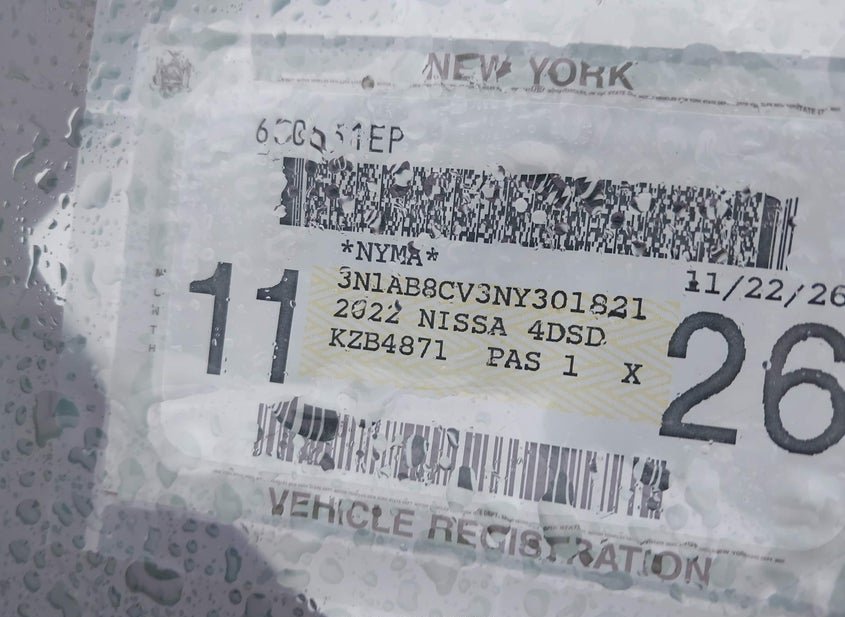 NEW YORK
*NYMA*
3N1AB8CV3NY301821
11/22/26
2022 NISSA 4DSD
KZB4871 PAS 1 X
11 26
VEHICLE REGISTRATION